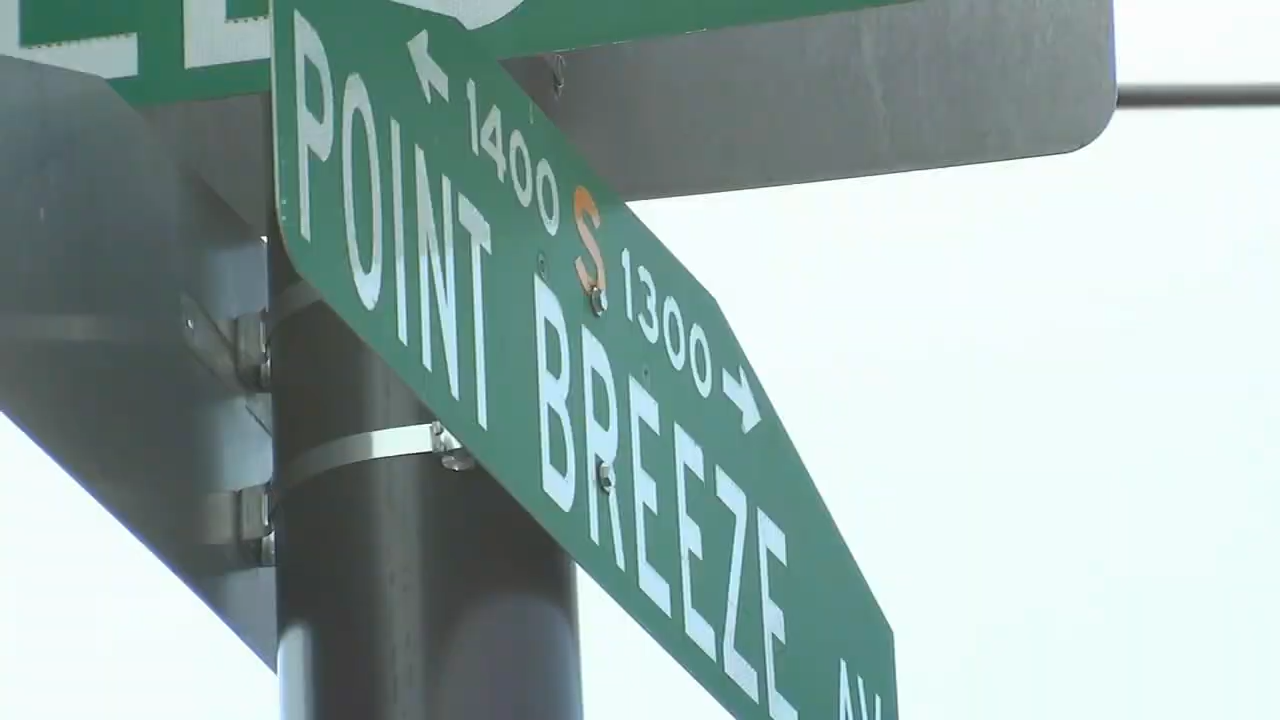 ← 1400 S 1300 →
POINT BREEZE AV